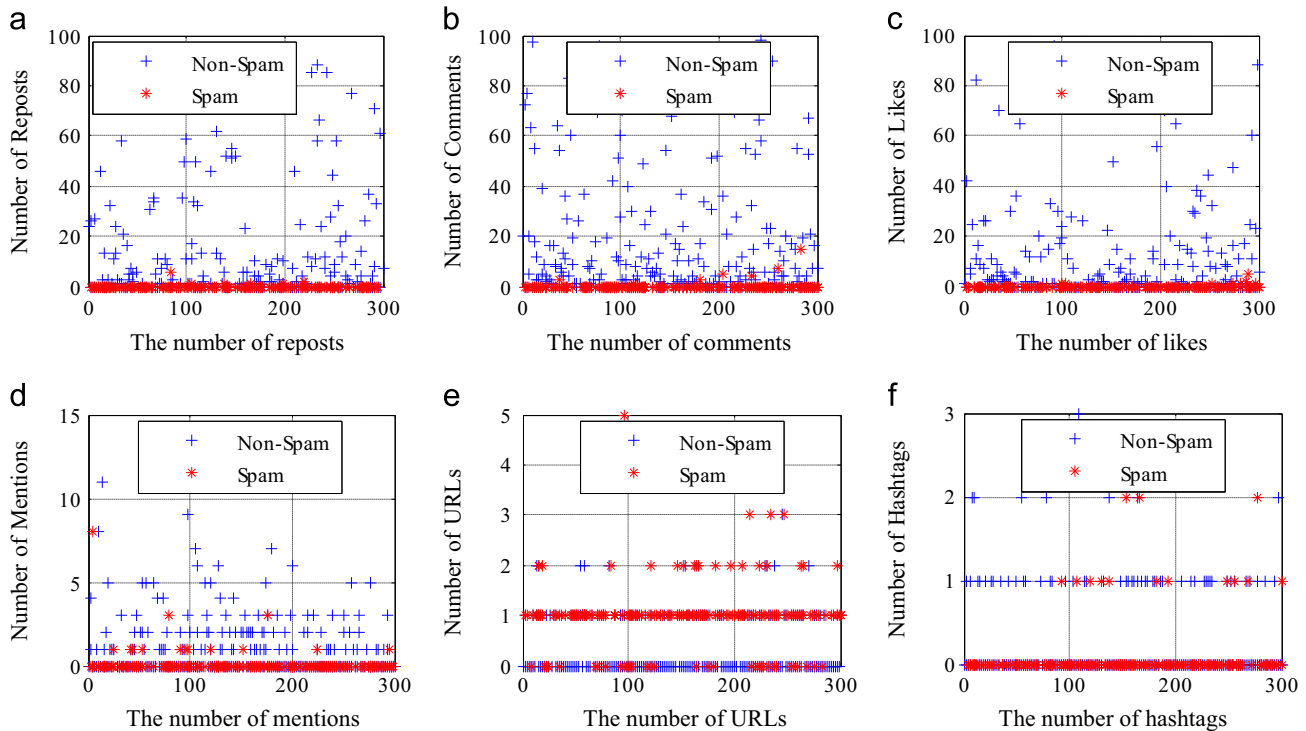 a
b
c
100
80
60
40
20
0
Number of Reposts
Non-Spam
Spam
0
100
200
300
The number of reposts
100
80
60
40
20
0
Number of Comments
Non-Spam
Spam
0
100
200
300
The number of comments
100
80
60
40
20
0
Number of Likes
Non-Spam
Spam
0
100
200
300
The number of likes
d
e
f
15
10
5
0
Number of Mentions
Non-Spam
Spam
0
100
200
300
The number of mentions
5
4
3
2
1
0
Number of URLs
Non-Spam
Spam
0
100
200
300
The number of URLs
3
2
1
0
Number of Hashtags
Non-Spam
Spam
0
100
200
300
The number of hashtags